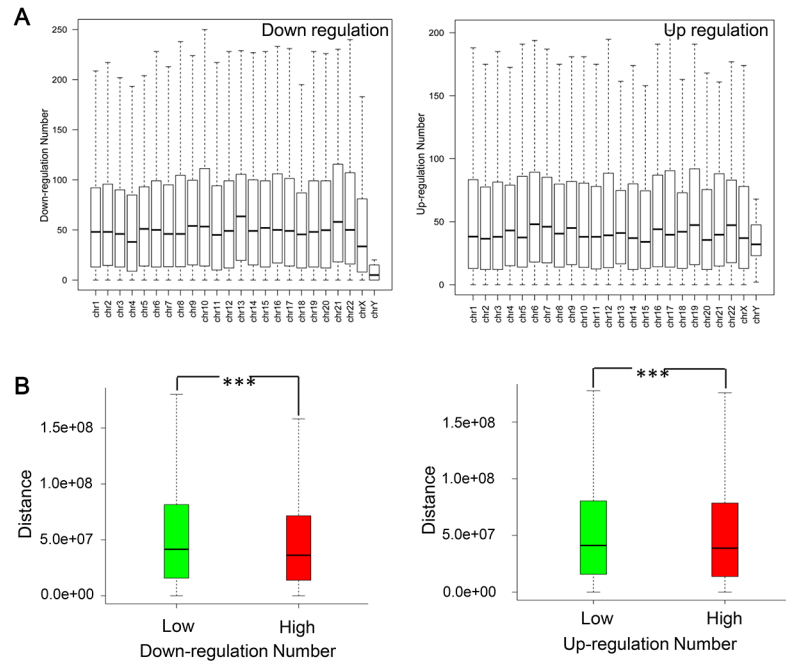 A
Down regulation
Down-regulation Number
250
200
150
100
50
0
chr1
chr2
chr3
chr4
chr5
chr6
chr7
chr8
chr9
chr10
chr11
chr12
chr13
chr14
chr15
chr16
chr17
chr18
chr19
chr20
chr21
chr22
chrX
chrY
Up regulation
Up-regulation Number
200
150
100
50
0
chr1
chr2
chr3
chr4
chr5
chr6
chr7
chr8
chr9
chr10
chr11
chr12
chr13
chr14
chr15
chr16
chr17
chr18
chr19
chr20
chr21
chr22
chrX
chrY
B
***
Distance
1.5e+08
1.0e+08
5.0e+07
0.0e+00
Low High
Down-regulation Number
***
Distance
1.5e+08
1.0e+08
5.0e+07
0.0e+00
Low High
Up-regulation Number